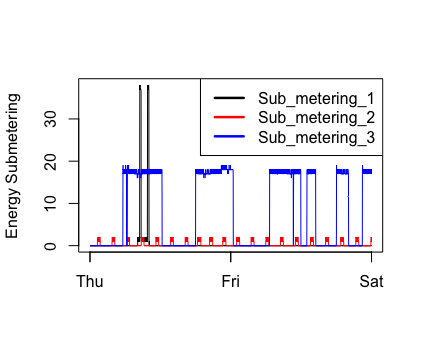 Energy Submetering
30
20
10
0
Sub_metering_1
Sub_metering_2
Sub_metering_3
Thu Fri Sat